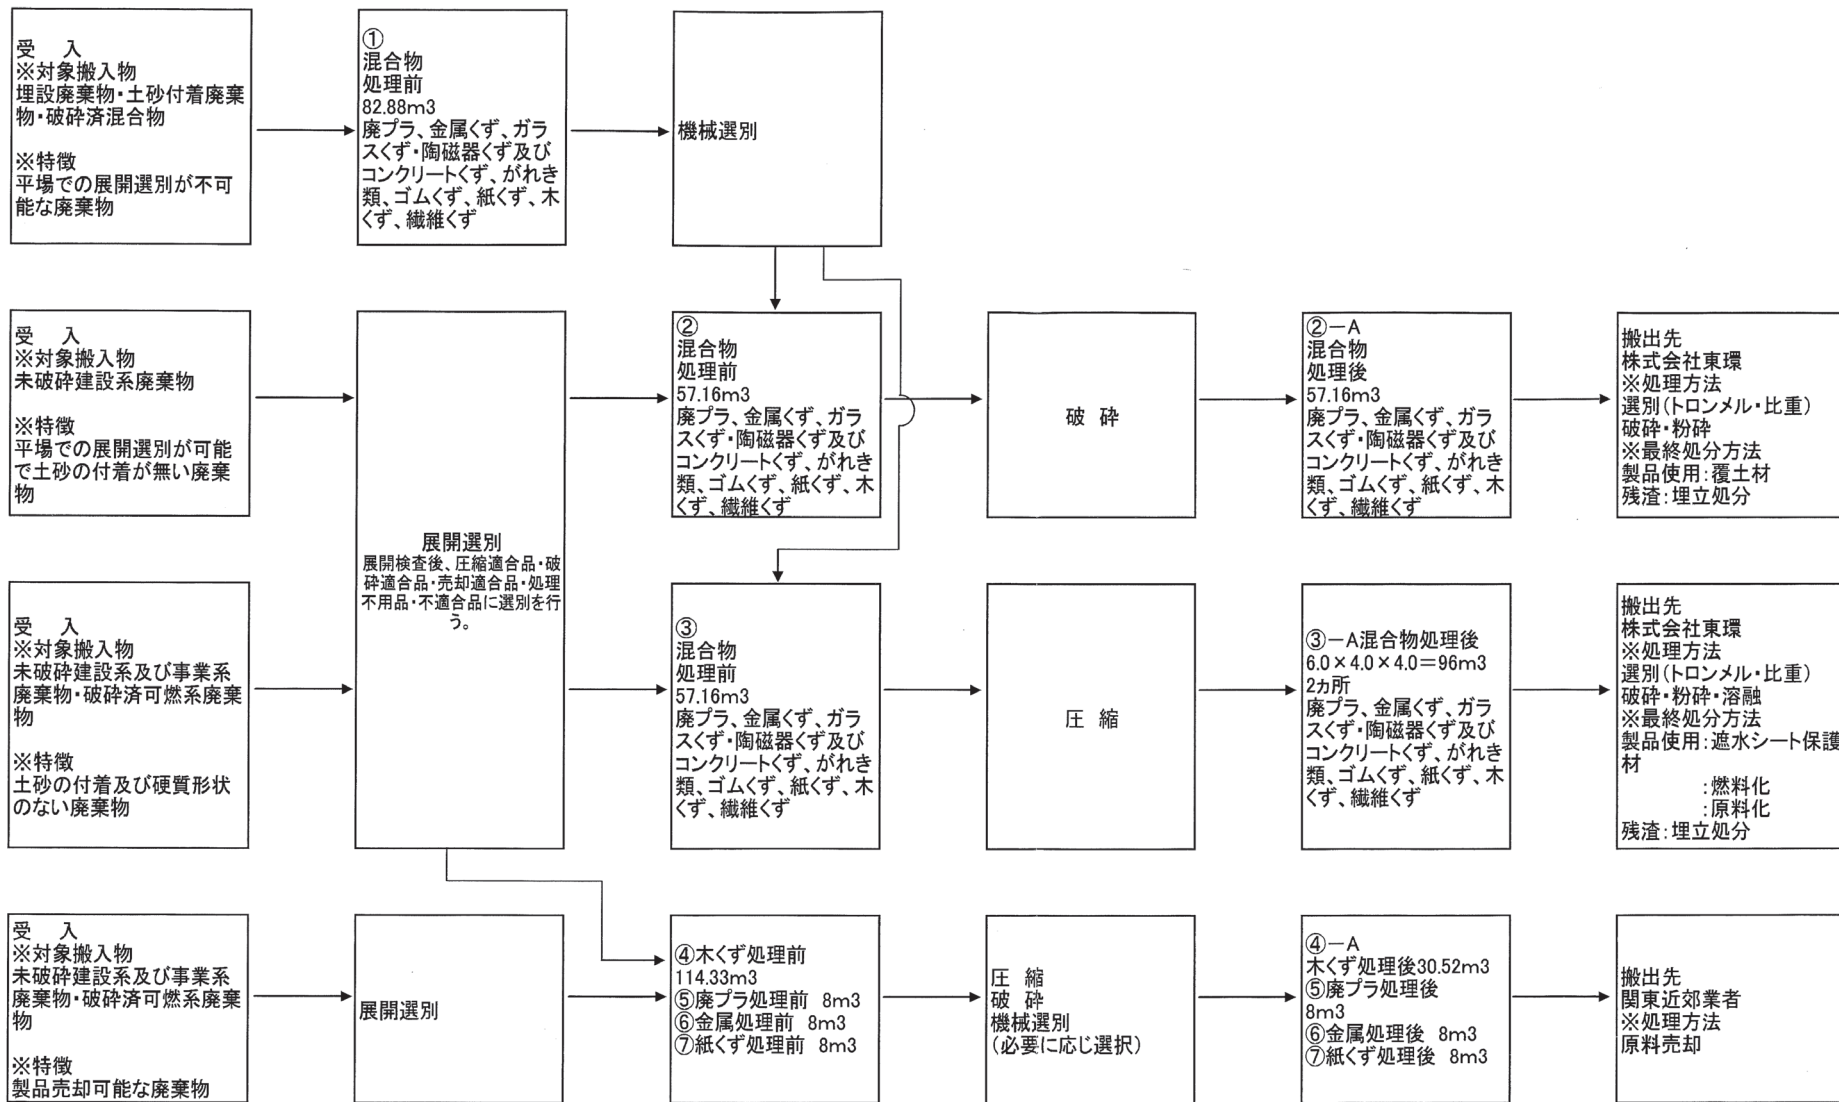 受　入
※対象搬入物
埋設廃棄物・土砂付着廃棄
物・破砕済混合物
※特徴
平場での展開選別が不可
能な廃棄物
①
混合物
処理前
82.88m3
廃プラ、金属くず、ガラ
スくず・陶磁器くず及び
コンクリートくず、がれき
類、ゴムくず、紙くず、木
くず、繊維くず
機械選別
受　入
※対象搬入物
未破砕建設系廃棄物
※特徴
平場での展開選別が可能
で土砂の付着が無い廃棄
物
展開選別
展開検査後、圧縮適合品・破
砕適合品・売却適合品・処理
不用品・不適合品に選別を行
う。
②
混合物
処理前
57.16m3
廃プラ、金属くず、ガラ
スくず・陶磁器くず及び
コンクリートくず、がれき
類、ゴムくず、紙くず、木
くず、繊維くず
破　砕
②－A
混合物
処理後
57.16m3
廃プラ、金属くず、ガラ
スくず・陶磁器くず及び
コンクリートくず、がれき
類、ゴムくず、紙くず、木
くず、繊維くず
搬出先
株式会社東環
※処理方法
選別(トロンメル・比重)
破砕・粉砕
※最終処分方法
製品使用：覆土材
残渣：埋立処分
受　入
※対象搬入物
未破砕建設系及び事業系
廃棄物・破砕済可燃系廃棄
物
※特徴
土砂の付着及び硬質形状
のない廃棄物
③
混合物
処理前
57.16m3
廃プラ、金属くず、ガラ
スくず・陶磁器くず及び
コンクリートくず、がれき
類、ゴムくず、紙くず、木
くず、繊維くず
圧　縮
③－A混合物処理後
6.0×4.0×4.0＝96m3
2ヵ所
廃プラ、金属くず、ガラ
スくず・陶磁器くず及び
コンクリートくず、がれき
類、ゴムくず、紙くず、木
くず、繊維くず
搬出先
株式会社東環
※処理方法
選別(トロンメル・比重)
破砕・粉砕・溶融
※最終処分方法
製品使用：遮水シート保護
材
：燃料化
：原料化
残渣：埋立処分
受　入
※対象搬入物
未破砕建設系及び事業系
廃棄物・破砕済可燃系廃棄
物
※特徴
製品売却可能な廃棄物
展開選別
④木くず処理前
114.33m3
⑤廃プラ処理前　8m3
⑥金属処理前　8m3
⑦紙くず処理前　8m3
圧　縮
破　砕
機械選別
(必要に応じ選択)
④－A
木くず処理後30.52m3
⑤廃プラ処理後
8m3
⑥金属処理後　8m3
⑦紙くず処理後　8m3
搬出先
関東近郊業者
※処理方法
原料売却